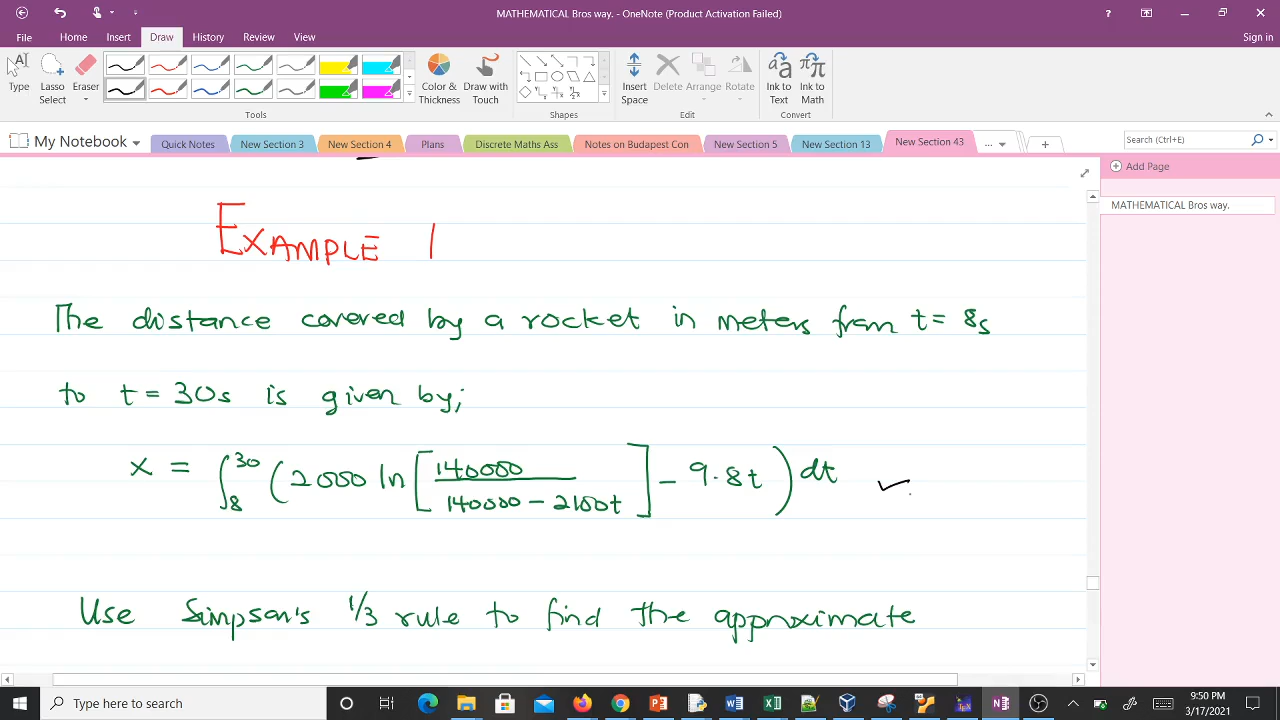 MATHEMATICAL Bros way. - OneNote (Product Activation Failed)
?
File Home Insert Draw History Review View
Sign in
Type Lasso Select Eraser Color & Thickness Draw with Touch Insert Space Delete Arrange Rotate Ink to Text Ink to Math
Tools Shapes Edit Convert
My Notebook Quick Notes New Section 3 New Section 4 Plans Discrete Maths Ass Notes on Budapest Con New Section 5 New Section 13 New Section 43 ... Search (Ctrl+E)
Add Page
MATHEMATICAL Bros way.
EXAMPLE 1
The distance covered by a rocket in meters from t = 8s
to t = 30s is given by;
x = ∫₈³⁰ (2000 ln [140000 / 140000 − 2100t] − 9.8t) dt
Use Simpson's 1/3 rule to find the approximate
Type here to search
9:50 PM
3/17/2021